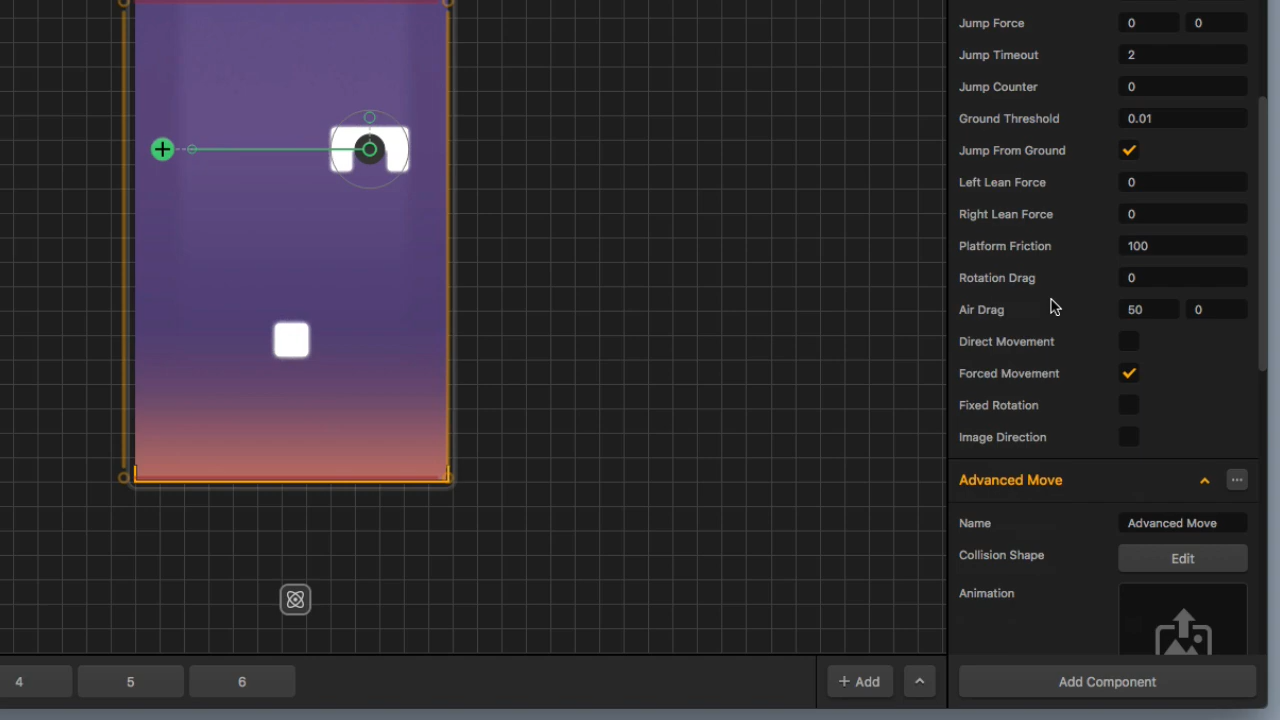 Jump Force 0 0
Jump Timeout 2
Jump Counter 0
Ground Threshold 0.01
Jump From Ground
Left Lean Force 0
Right Lean Force 0
Platform Friction 100
Rotation Drag 0
Air Drag 50 0
Direct Movement
Forced Movement
Fixed Rotation
Image Direction
Advanced Move
Name Advanced Move
Collision Shape Edit
Animation
4 5 6 + Add Add Component